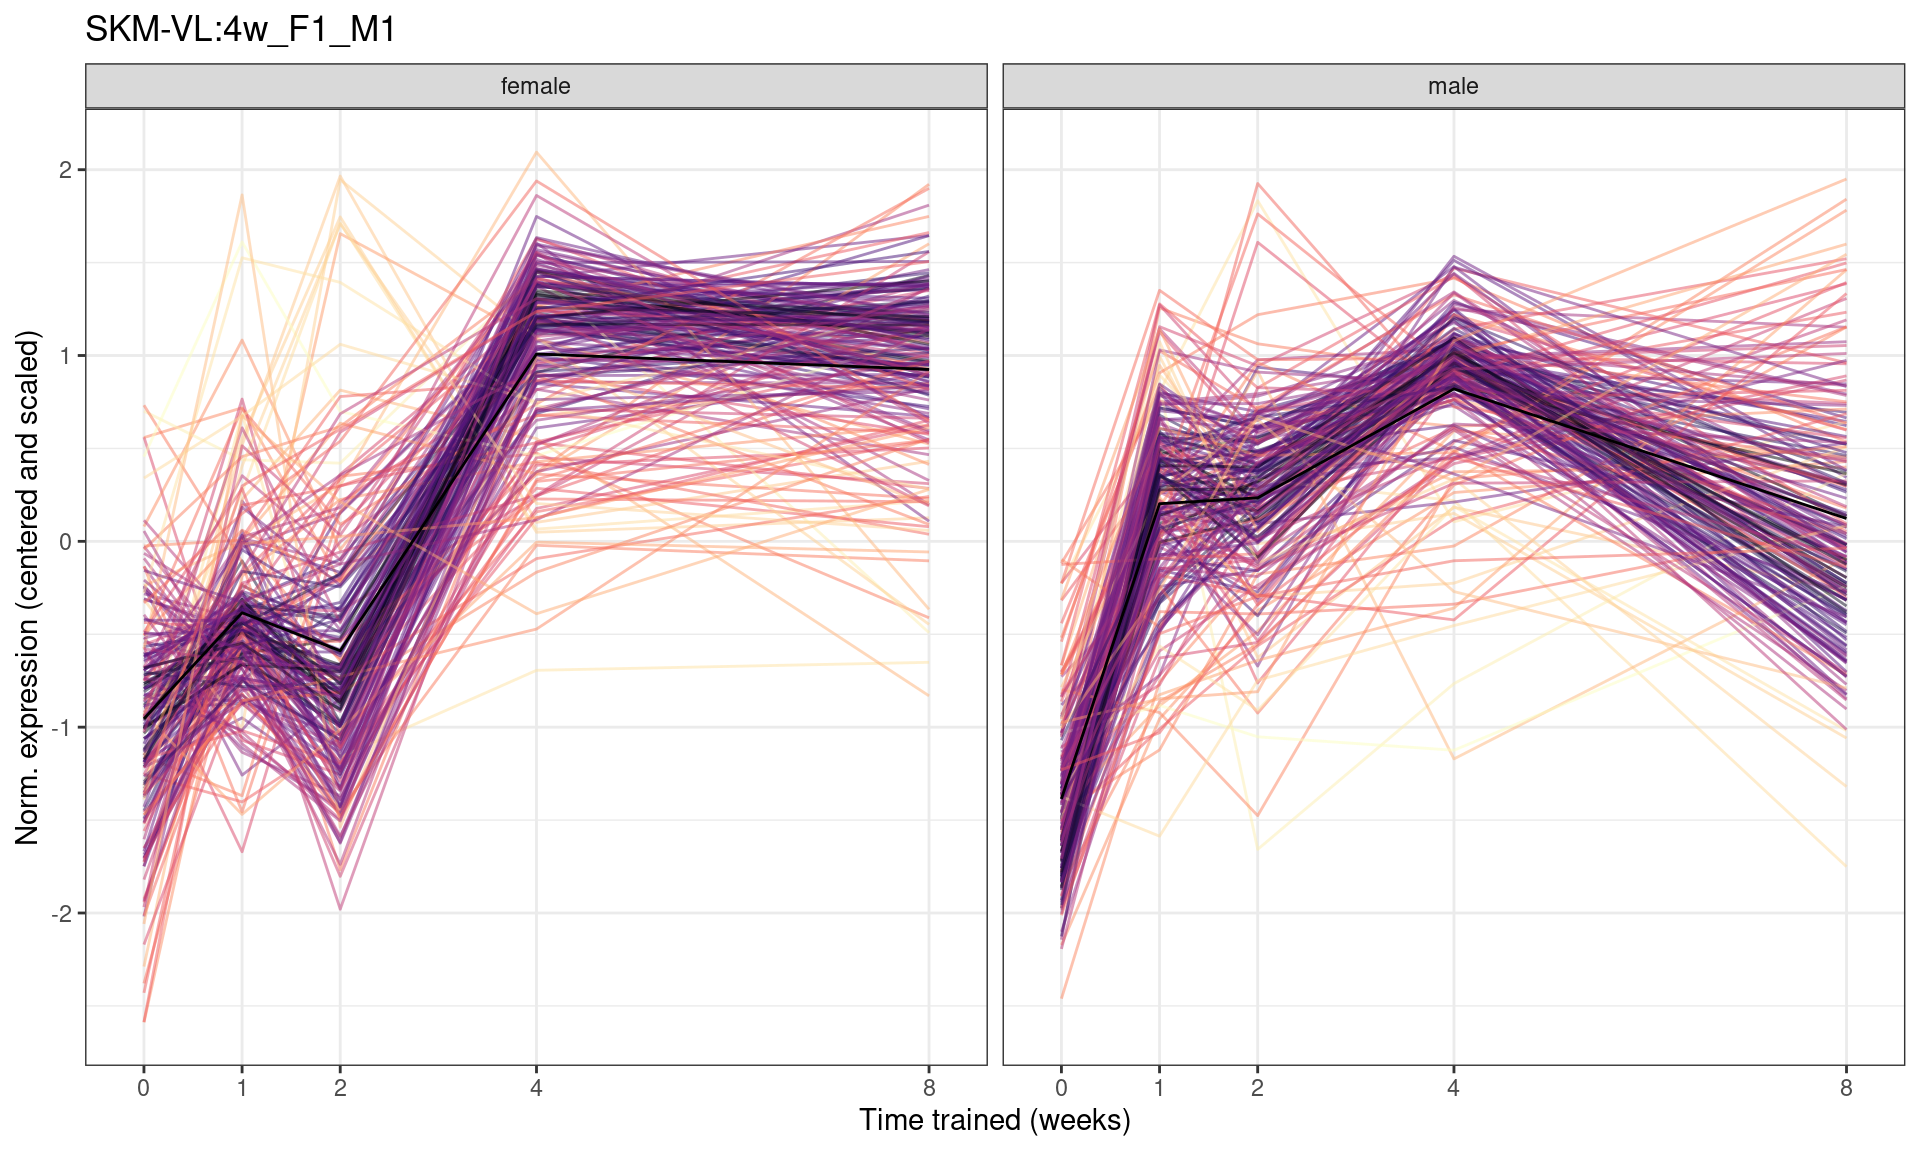 SKM-VL:4w_F1_M1
female
male
Norm. expression (centered and scaled)
2
1
0
-1
-2
0 1 2 4 8
0 1 2 4 8
Time trained (weeks)